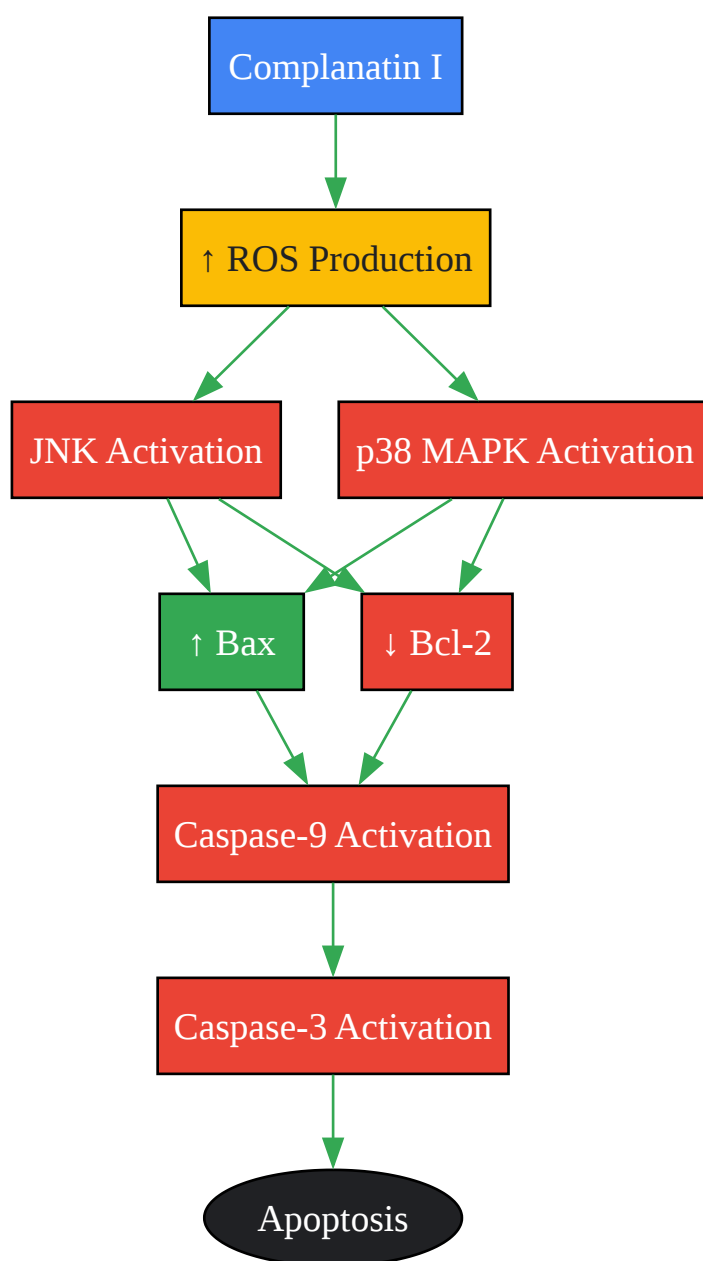 Complanatin I
↑ ROS Production
JNK Activation
p38 MAPK Activation
↑ Bax
↓ Bcl-2
Caspase-9 Activation
Caspase-3 Activation
Apoptosis